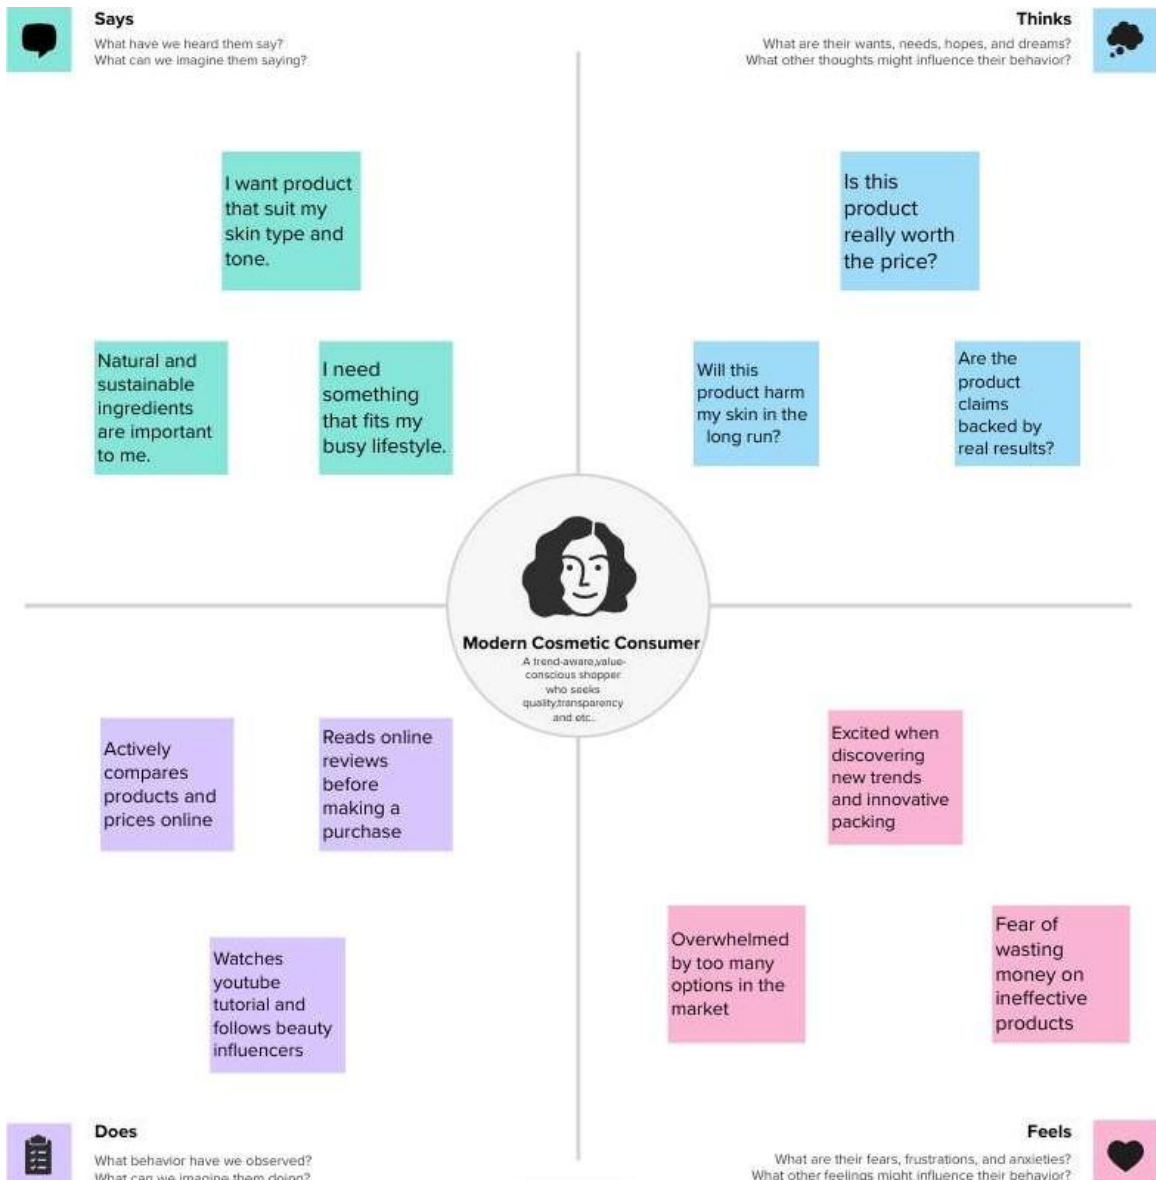 Says
What have we heard them say?
What can we imagine them saying?
Thinks
What are their wants, needs, hopes, and dreams?
What other thoughts might influence their behavior?
I want product
that suit my
skin type and
tone.
Natural and
sustainable
ingredients
are important
to me.
I need
something
that fits my
busy lifestyle.
Is this
product
really worth
the price?
Will this
product harm
my skin in the
long run?
Are the
product
claims
backed by
real results?
Modern Cosmetic Consumer
A trend-aware,value-
conscious shopper
who seeks
quality,transparency
and etc..
Actively
compares
products and
prices online
Reads online
reviews
before
making a
purchase
Watches
youtube
tutorial and
follows beauty
influencers
Excited when
discovering
new trends
and innovative
packing
Overwhelmed
by too many
options in the
market
Fear of
wasting
money on
ineffective
products
Does
What behavior have we observed?
What can we imagine them doing?
Feels
What are their fears, frustrations, and anxieties?
What other feelings might influence their behavior?